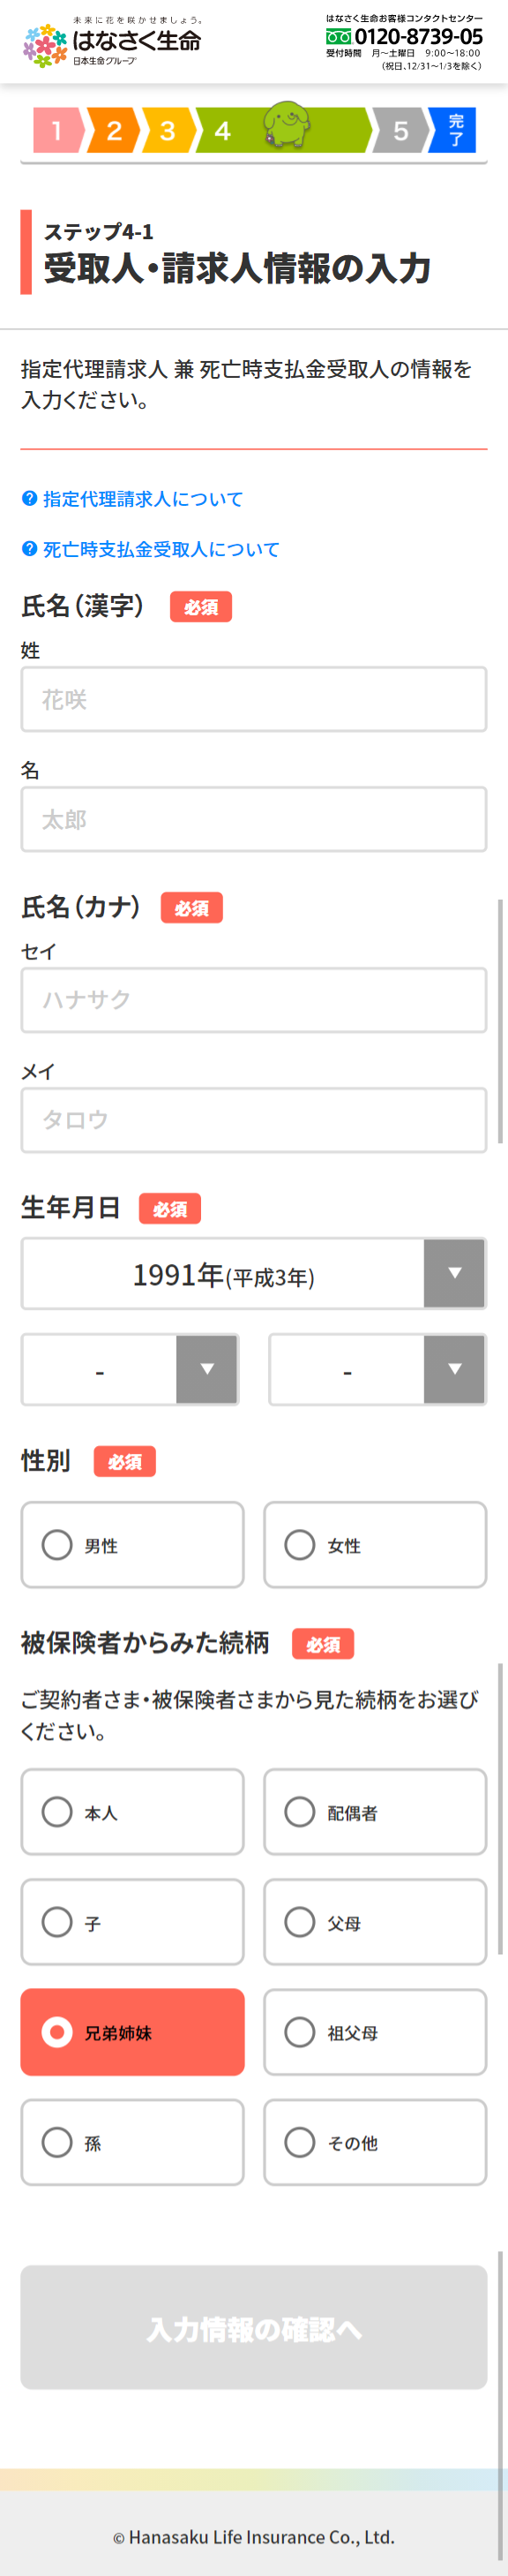 未来に花を咲かせましょう。
はなさく生命
日本生命グループ
はなさく生命お客様コンタクトセンター
0120-8739-05
受付時間 月～土曜日 9:00～18:00
（祝日、12/31～1/3を除く）
1 2 3 4 5 完了
ステップ4-1
受取人・請求人情報の入力
指定代理請求人 兼 死亡時支払金受取人の情報を
入力ください。
? 指定代理請求人について
? 死亡時支払金受取人について
氏名（漢字） 必須
姓
花咲
名
太郎
氏名（カナ） 必須
セイ
ハナサク
メイ
タロウ
生年月日 必須
1991年(平成3年) ▼
- ▼ - ▼
性別 必須
男性 女性
被保険者からみた続柄 必須
ご契約者さま・被保険者さまから見た続柄をお選び
ください。
本人 配偶者
子 父母
兄弟姉妹 祖父母
孫 その他
入力情報の確認へ
© Hanasaku Life Insurance Co., Ltd.